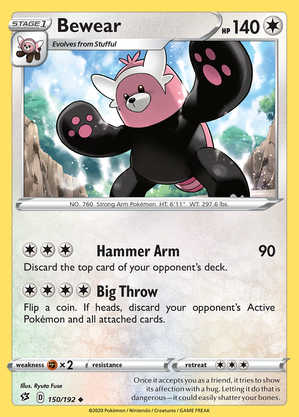 STAGE 1 Bewear HP 140
Evolves from Stufful
NO. 760 Strong Arm Pokémon HT: 6'11" WT: 297.6 lbs.
Hammer Arm 90
Discard the top card of your opponent's deck.
Big Throw
Flip a coin. If heads, discard your opponent's Active
Pokémon and all attached cards.
weakness ×2 resistance retreat
Illus. Ryuta Fuse
D 150/192
Once it accepts you as a friend, it tries to show
its affection with a hug. Letting it do that is
dangerous—it could easily shatter your bones.
©2020 Pokémon / Nintendo / Creatures / GAME FREAK